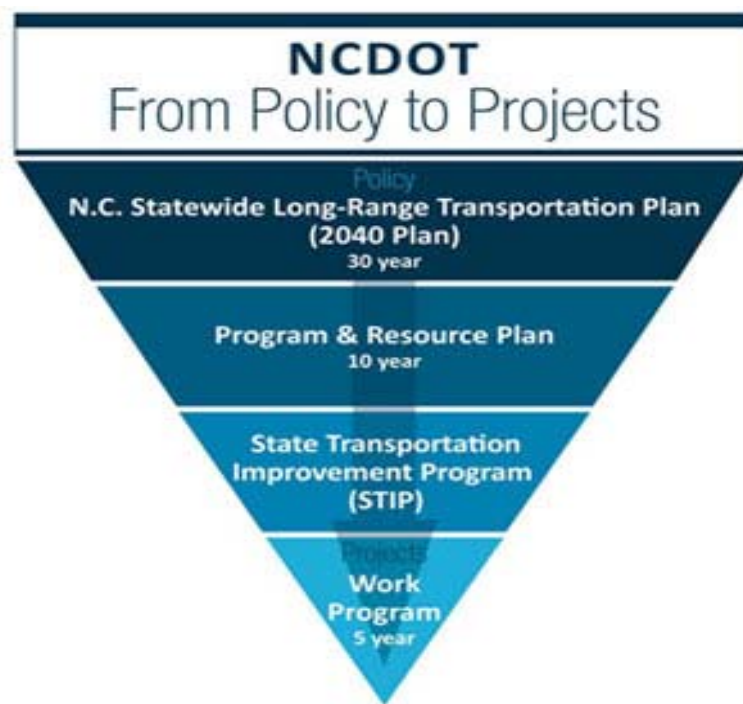 NCDOT
From Policy to Projects
Policy
N.C. Statewide Long-Range Transportation Plan
(2040 Plan)
30 year
Program & Resource Plan
10 year
State Transportation
Improvement Program
(STIP)
Projects
Work
Program
5 year